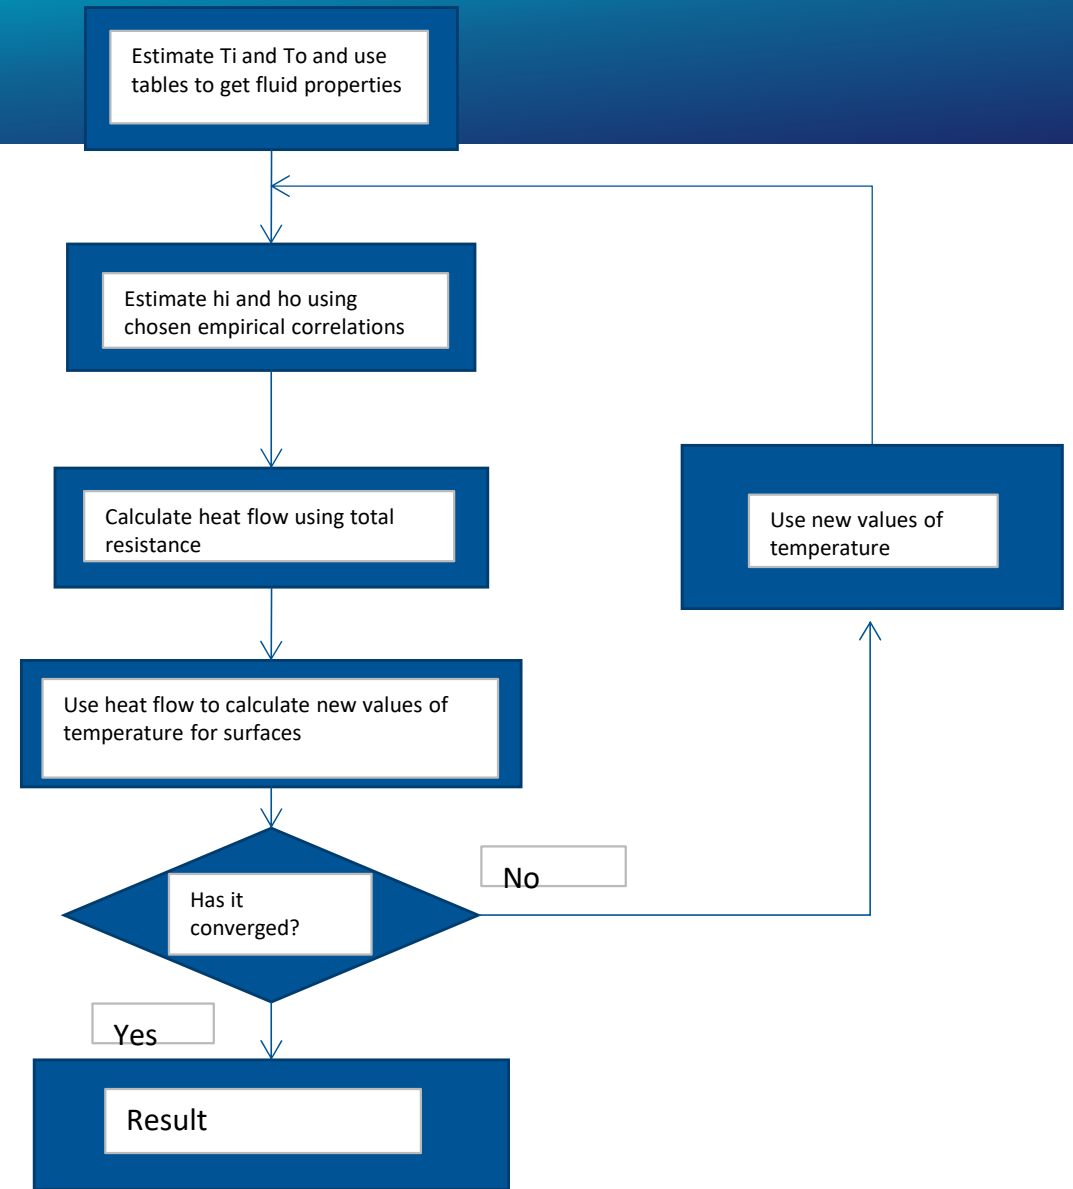 Estimate Ti and To and use
tables to get fluid properties
Estimate hi and ho using
chosen empirical correlations
Calculate heat flow using total
resistance
Use new values of
temperature
Use heat flow to calculate new values of
temperature for surfaces
No
Has it
converged?
Yes
Result